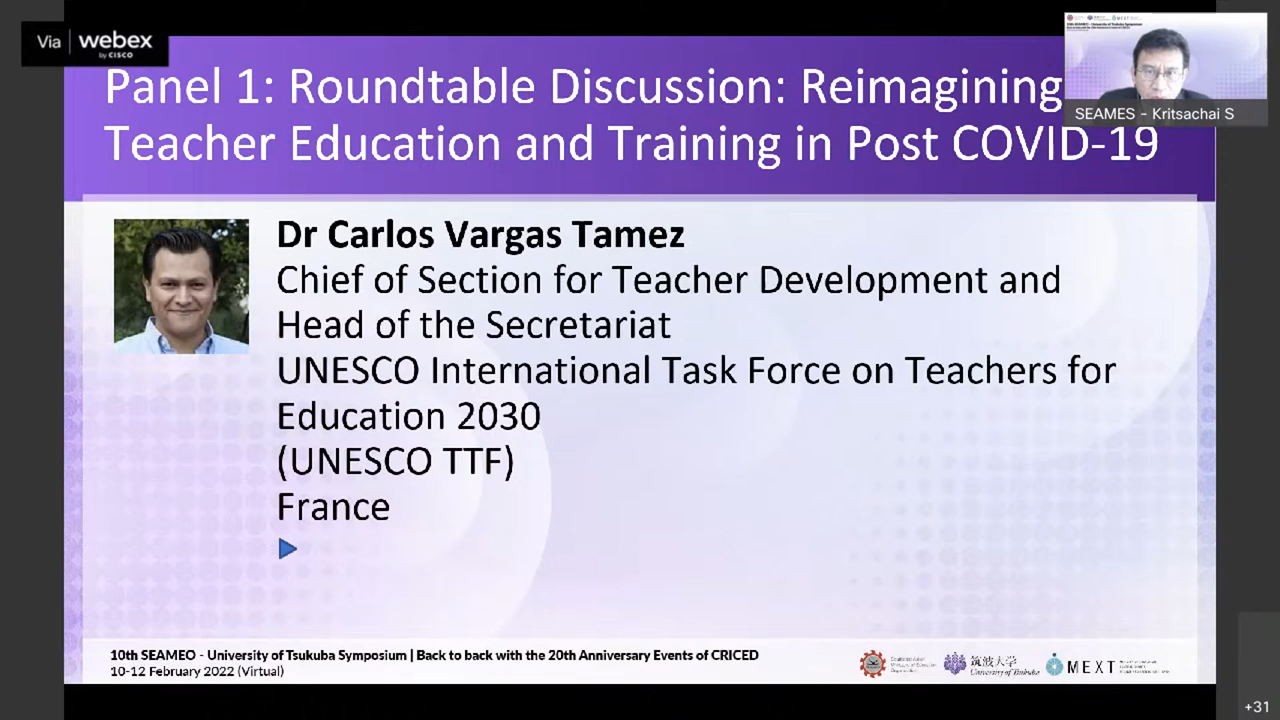 Via webex
by CISCO
SEAMES - Kritsachai S
Panel 1: Roundtable Discussion: Reimagining
Teacher Education and Training in Post COVID-19
Dr Carlos Vargas Tamez
Chief of Section for Teacher Development and
Head of the Secretariat
UNESCO International Task Force on Teachers for
Education 2030
(UNESCO TTF)
France
10th SEAMEO - University of Tsukuba Symposium | Back to back with the 20th Anniversary Events of CRICED
10-12 February 2022 (Virtual)
筑波大学
University of Tsukuba
MEXT
+31